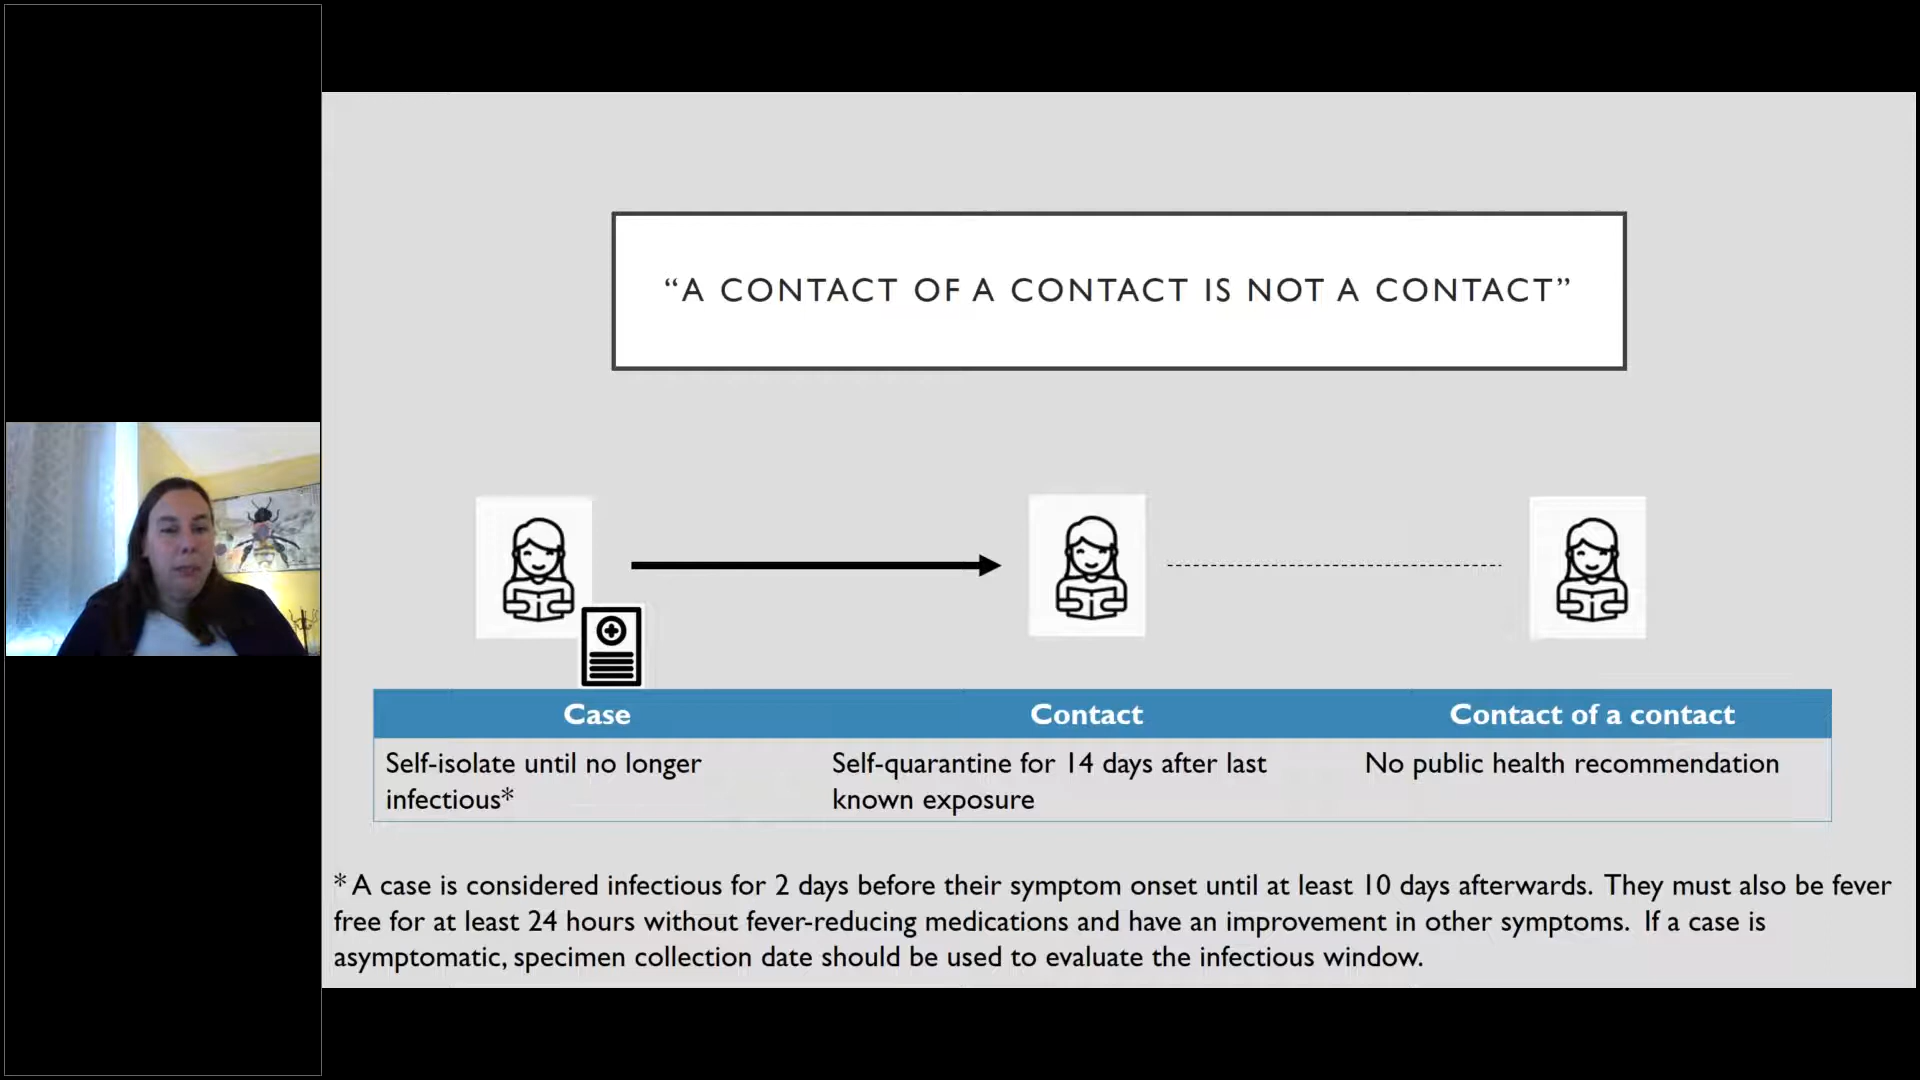 “A CONTACT OF A CONTACT IS NOT A CONTACT”
Case
Contact
Contact of a contact
Self-isolate until no longer
infectious*
Self-quarantine for 14 days after last
known exposure
No public health recommendation
* A case is considered infectious for 2 days before their symptom onset until at least 10 days afterwards. They must also be fever
free for at least 24 hours without fever-reducing medications and have an improvement in other symptoms. If a case is
asymptomatic, specimen collection date should be used to evaluate the infectious window.